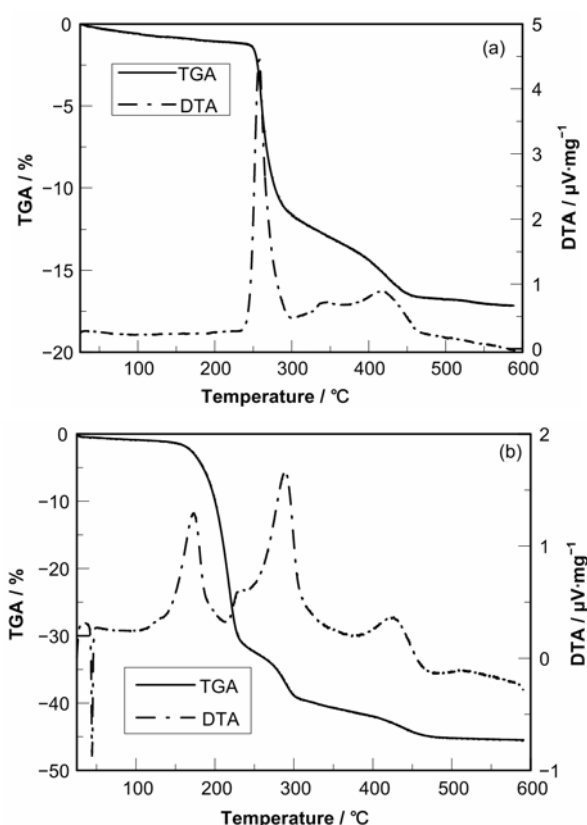 (a)
TGA
DTA
TGA / %
0
−5
−10
−15
−20
DTA / µV·mg⁻¹
5
4
3
2
1
0
100 200 300 400 500 600
Temperature / ℃
(b)
TGA
DTA
TGA / %
0
−10
−20
−30
−40
−50
DTA / µV·mg⁻¹
2
1
0
−1
100 200 300 400 500 600
Temperature / ℃